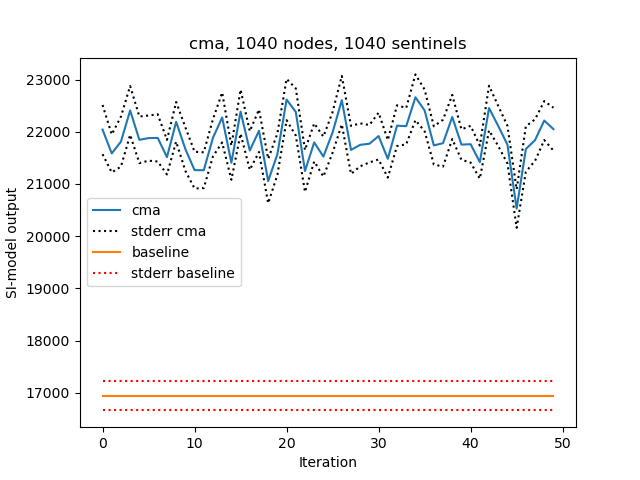 cma, 1040 nodes, 1040 sentinels
SI-model output
23000
22000
21000
20000
19000
18000
17000
cma
stderr cma
baseline
stderr baseline
0 10 20 30 40 50
Iteration